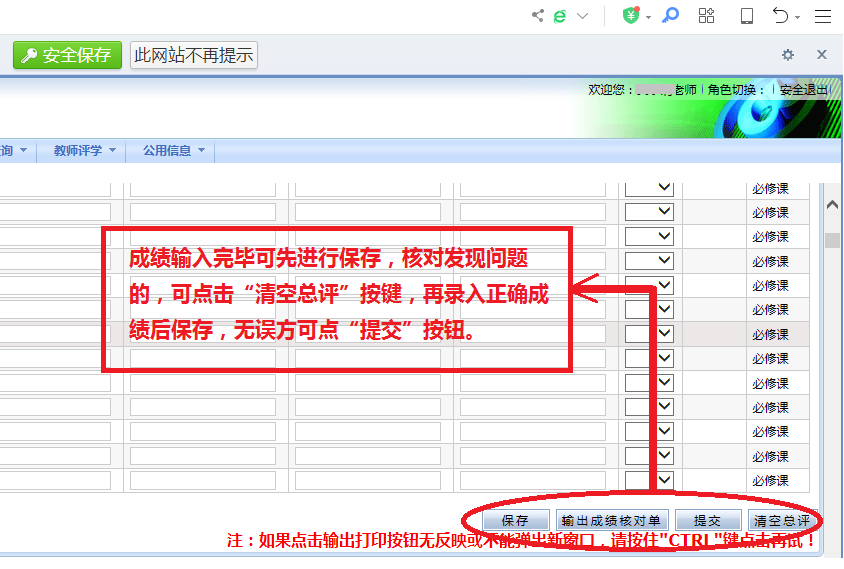 安全保存 此网站不再提示
欢迎您： 老师 角色切换： 安全退出
询 教师评学 公用信息
必修课
必修课
必修课
必修课
必修课
必修课
必修课
必修课
必修课
必修课
必修课
必修课
必修课
成绩输入完毕可先进行保存，核对发现问题
的，可点击“清空总评”按键，再录入正确成
绩后保存，无误方可点“提交”按钮。
保存 输出成绩核对单 提交 清空总评
注：如果点击输出打印按钮无反映或不能弹出新窗口，请按住"CTRL"键点击再试！